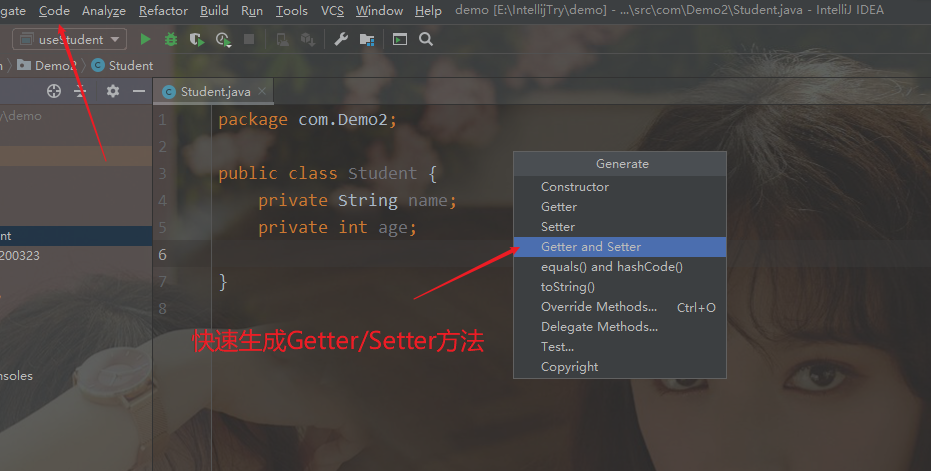 gate Code Analyze Refactor Build Run Tools VCS Window Help demo [E:\IntellijTry\demo] - ...\src\com\Demo2\Student.java - IntelliJ IDEA
useStudent
Demo2 Student
Student.java
\demo
1 package com.Demo2;
2
3 public class Student {
4 private String name;
5 private int age;
6
7 }
8
nt
200323
nsoles
Generate
Constructor
Getter
Setter
Getter and Setter
equals() and hashCode()
toString()
Override Methods... Ctrl+O
Delegate Methods...
Test...
Copyright
快速生成Getter/Setter方法